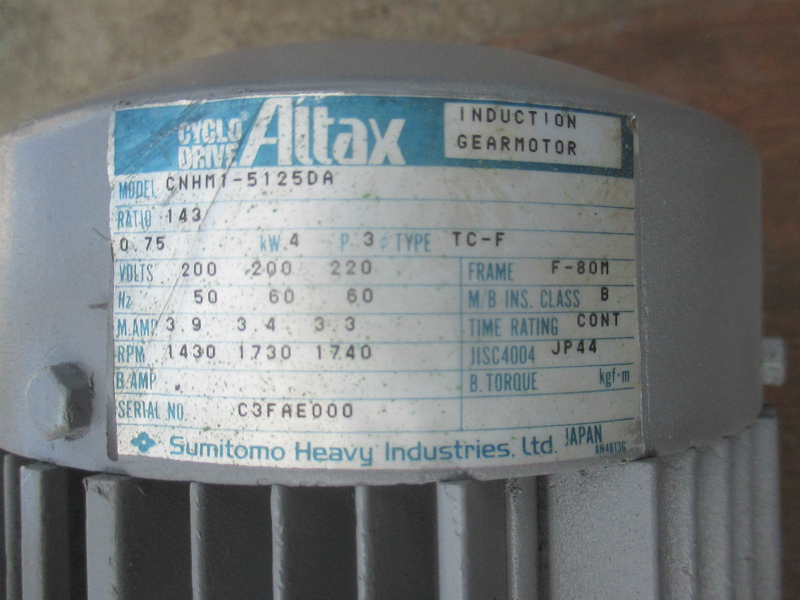 CYCLO DRIVE Altax
INDUCTION GEARMOTOR
MODEL CNHM1-5125DA
RATIO 143
0.75 kW 4 P 3 φ TYPE TC-F
VOLTS 200 200 220 FRAME F-80M
Hz 50 60 60 M/B INS. CLASS B
M.AMP 3.9 3.4 3.3 TIME RATING CONT
RPM 1430 1730 1740 JISC4004 JP44
B.AMP B.TORQUE kgf·m
SERIAL NO. C3FAE000
Sumitomo Heavy Industries, Ltd. JAPAN
AN4813G